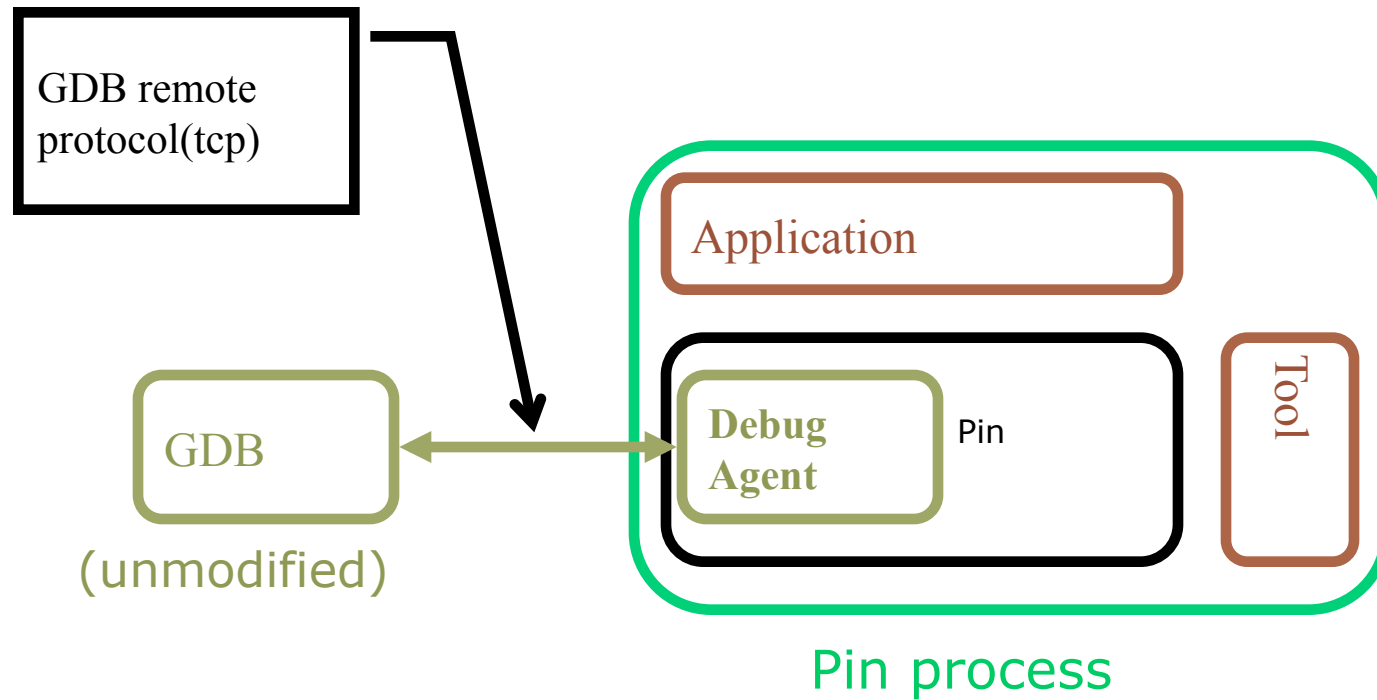 GDB remote
protocol(tcp)
Application
Tool
GDB
Debug
Agent
Pin
(unmodified)
Pin process